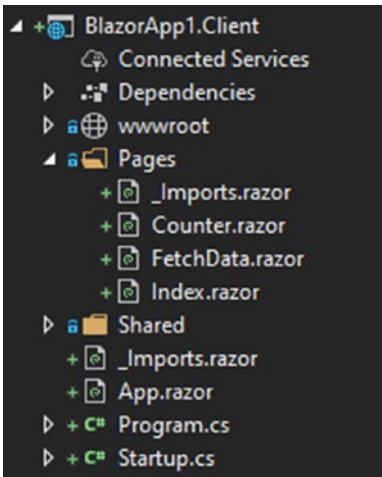 BlazorApp1.Client
Connected Services
Dependencies
wwwroot
Pages
_Imports.razor
Counter.razor
FetchData.razor
Index.razor
Shared
_Imports.razor
App.razor
C# Program.cs
C# Startup.cs